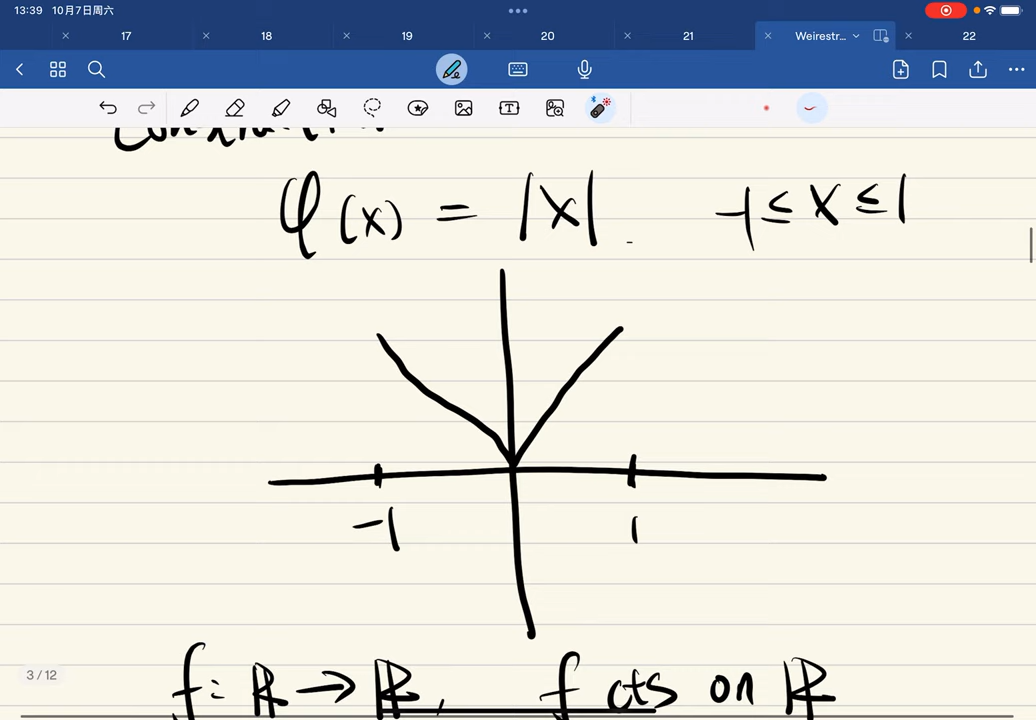 13:39 10月7日周六
17 18 19 20 21 Weirestr... 22
φ(x) = |x|. -1 ≤ x ≤ 1
-1 1
3 / 12
f: ℝ → ℝ, f cts on ℝ